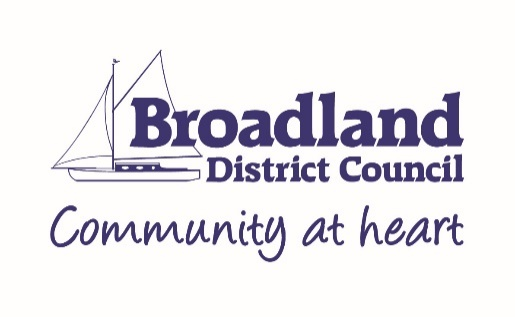 Broadland
District Council
Community at heart